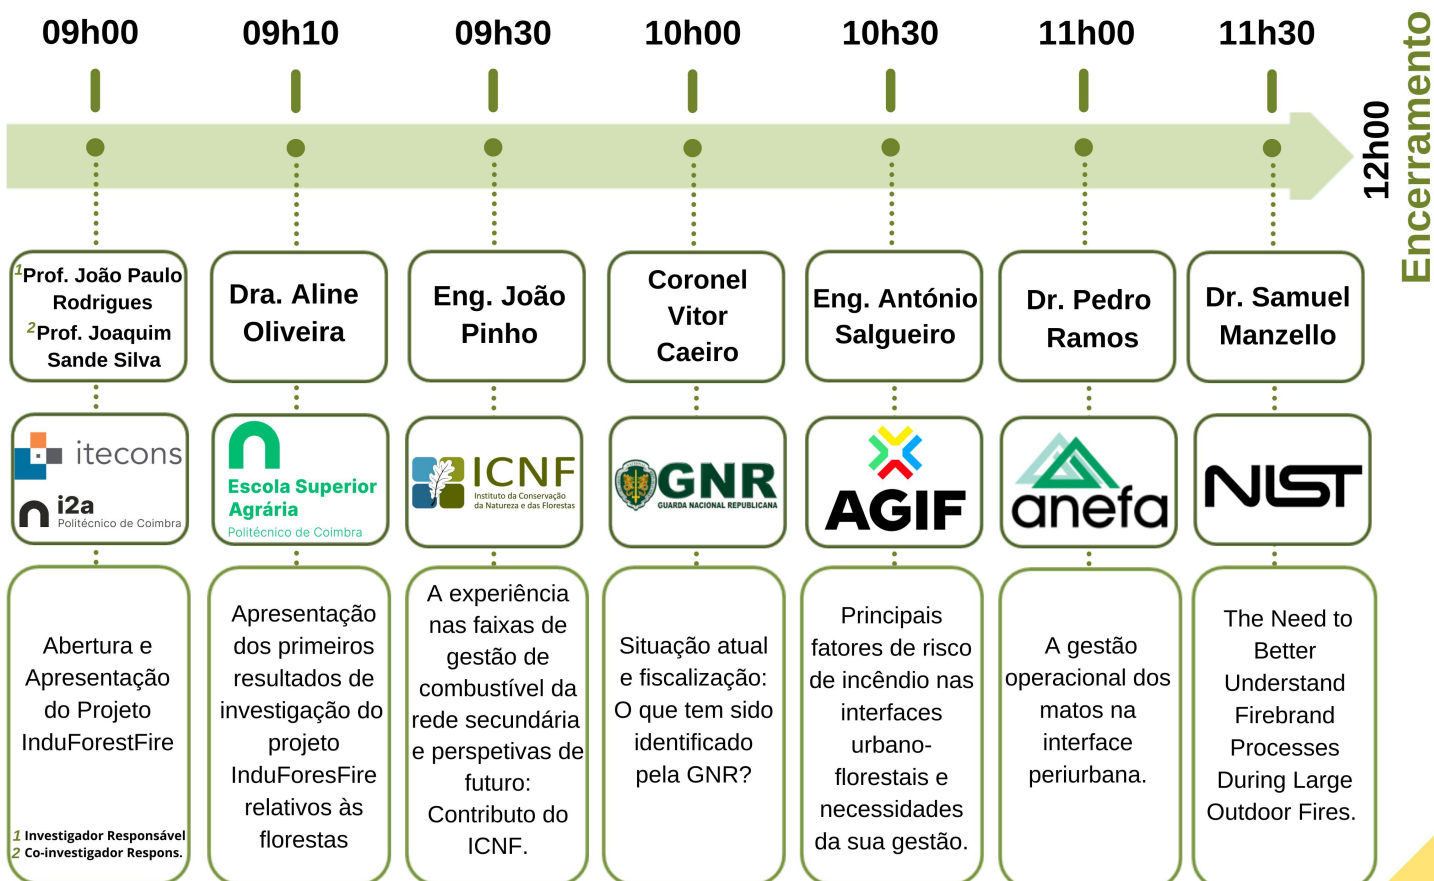 09h00
09h10
09h30
10h00
10h30
11h00
11h30
12h00
Encerramento
1Prof. João Paulo
Rodrigues
2Prof. Joaquim
Sande Silva
Dra. Aline
Oliveira
Eng. João
Pinho
Coronel
Vitor
Caeiro
Eng. António
Salgueiro
Dr. Pedro
Ramos
Dr. Samuel
Manzello
itecons
i2a
Politécnico de Coimbra
Escola Superior
Agrária
Politécnico de Coimbra
ICNF
Instituto da Conservação
da Natureza e das Florestas
GNR
GUARDA NACIONAL REPUBLICANA
AGIF
anefa
NIST
Abertura e
Apresentação
do Projeto
InduForestFire
1 Investigador Responsável
2 Co-investigador Respons.
Apresentação
dos primeiros
resultados de
investigação do
projeto
InduForesFire
relativos às
florestas
A experiência
nas faixas de
gestão de
combustível da
rede secundária
e perspetivas de
futuro:
Contributo do
ICNF.
Situação atual
e fiscalização:
O que tem sido
identificado
pela GNR?
Principais
fatores de risco
de incêndio nas
interfaces
urbano-
florestais e
necessidades
da sua gestão.
A gestão
operacional dos
matos na
interface
periurbana.
The Need to
Better
Understand
Firebrand
Processes
During Large
Outdoor Fires.